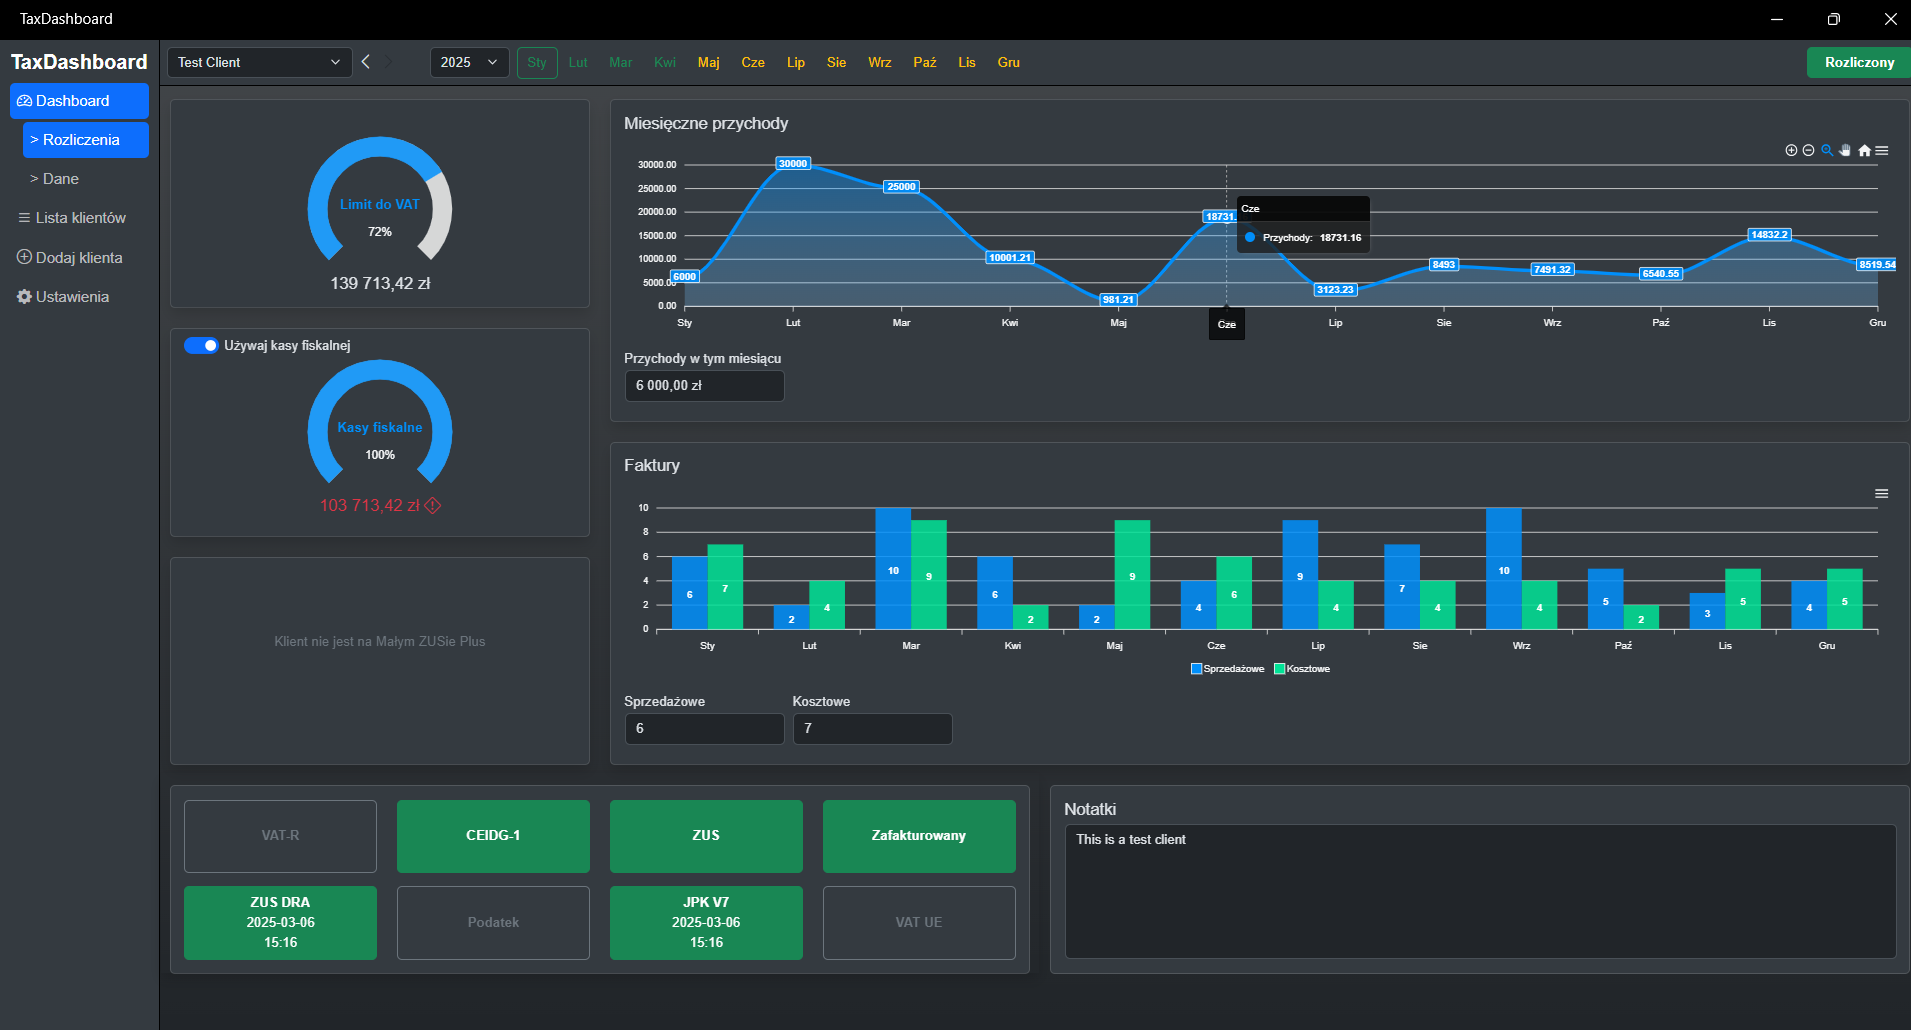 TaxDashboard
TaxDashboard
Dashboard
> Rozliczenia
> Dane
Lista klientów
Dodaj klienta
Ustawienia
Test Client
2025
Sty Lut Mar Kwi Maj Cze Lip Sie Wrz Paź Lis Gru
Rozliczony
Limit do VAT
72%
139 713,42 zł
Używaj kasy fiskalnej
Kasy fiskalne
100%
103 713,42 zł
Klient nie jest na Małym ZUSie Plus
Miesięczne przychody
30000.00
25000.00
20000.00
15000.00
10000.00
5000.00
0.00
6000
30000
25000
10001.21
981.21
18731.
3123.23
8493
7491.32
6540.55
14832.2
8519.54
Cze
Przychody: 18731.16
Sty Lut Mar Kwi Maj Cze Lip Sie Wrz Paź Lis Gru
Przychody w tym miesiącu
6 000,00 zł
Faktury
10
8
6
4
2
0
6 7 2 4 10 9 6 2 2 9 4 6 9 4 7 4 10 4 5 2 3 5 4 5
Sty Lut Mar Kwi Maj Cze Lip Sie Wrz Paź Lis Gru
Sprzedażowe Kosztowe
Sprzedażowe Kosztowe
6 7
VAT-R
CEIDG-1
ZUS
Zafakturowany
ZUS DRA
2025-03-06
15:16
Podatek
JPK V7
2025-03-06
15:16
VAT UE
Notatki
This is a test client